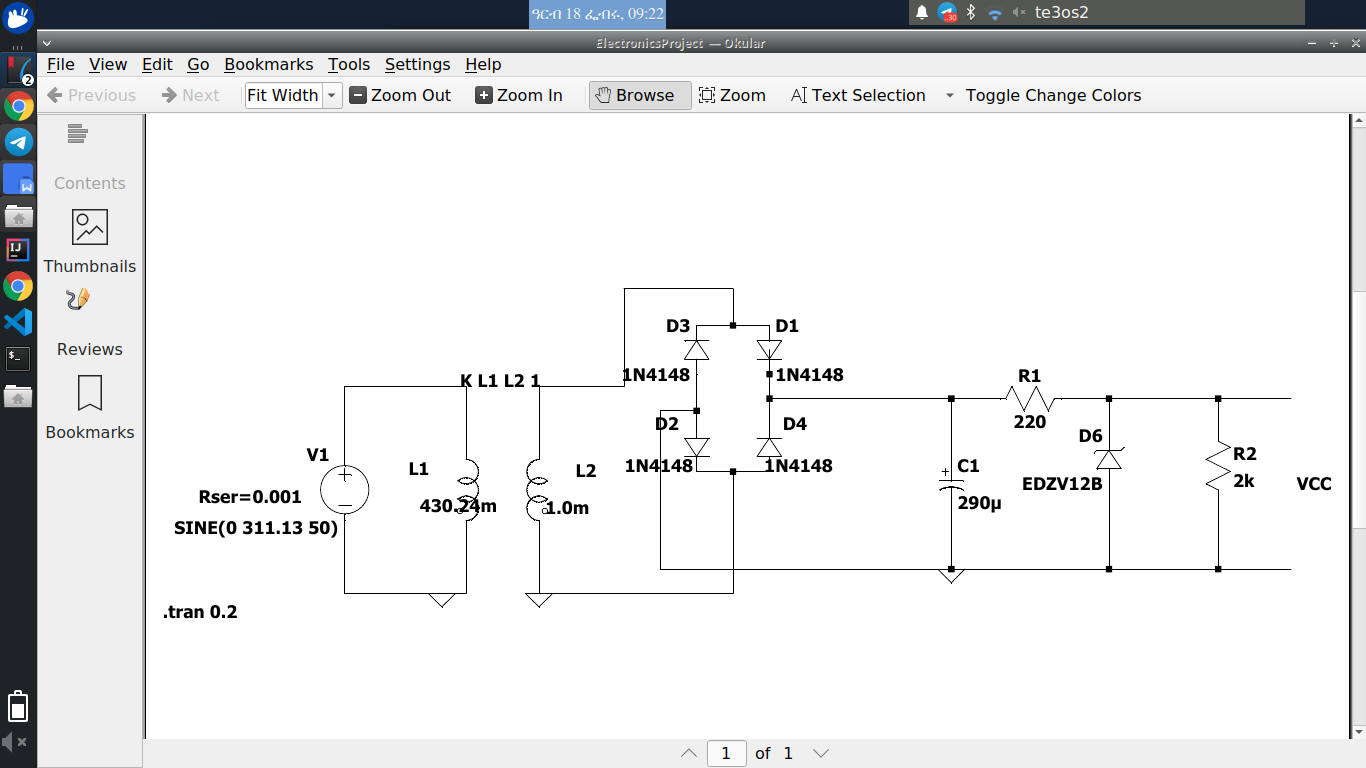 ዓርብ 18 ፌብሩ, 09:22
te3os2
30
2
ElectronicsProject — Okular
File View Edit Go Bookmarks Tools Settings Help
Previous Next Fit Width Zoom Out Zoom In Browse Zoom Text Selection Toggle Change Colors
Contents
Thumbnails
Reviews
Bookmarks
D3 D1
1N4148 1N4148
K L1 L2 1
R1
220
D2 D4
1N4148 1N4148
D6
EDZV12B
V1
L1 L2
430.24m 1.0m
Rser=0.001
SINE(0 311.13 50)
C1
290µ
R2
2k
VCC
.tran 0.2
1 of 1